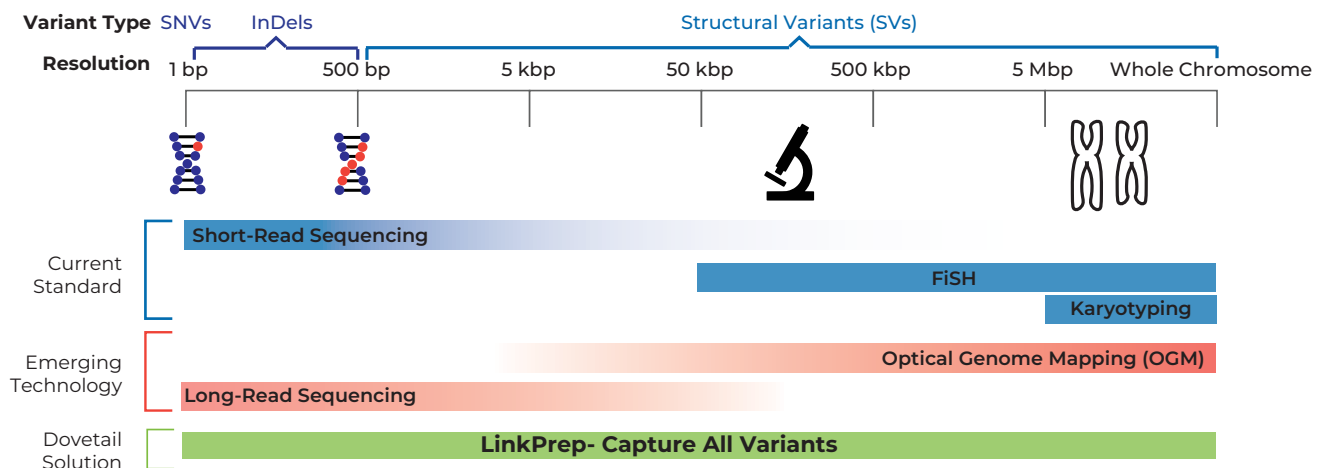 Variant Type SNVs InDels Structural Variants (SVs)
Resolution 1 bp 500 bp 5 kbp 50 kbp 500 kbp 5 Mbp Whole Chromosome
Short-Read Sequencing
Current
Standard
FiSH
Karyotyping
Emerging
Technology
Optical Genome Mapping (OGM)
Long-Read Sequencing
Dovetail
Solution
LinkPrep- Capture All Variants